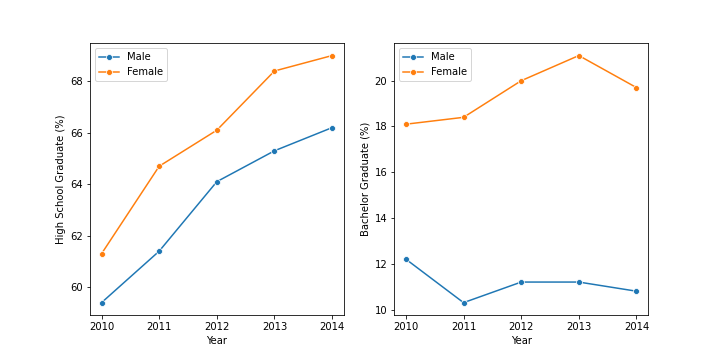 Male
Female
High School Graduate (%)
68
66
64
62
60
2010 2011 2012 2013 2014
Year
Male
Female
Bachelor Graduate (%)
20
18
16
14
12
10
2010 2011 2012 2013 2014
Year